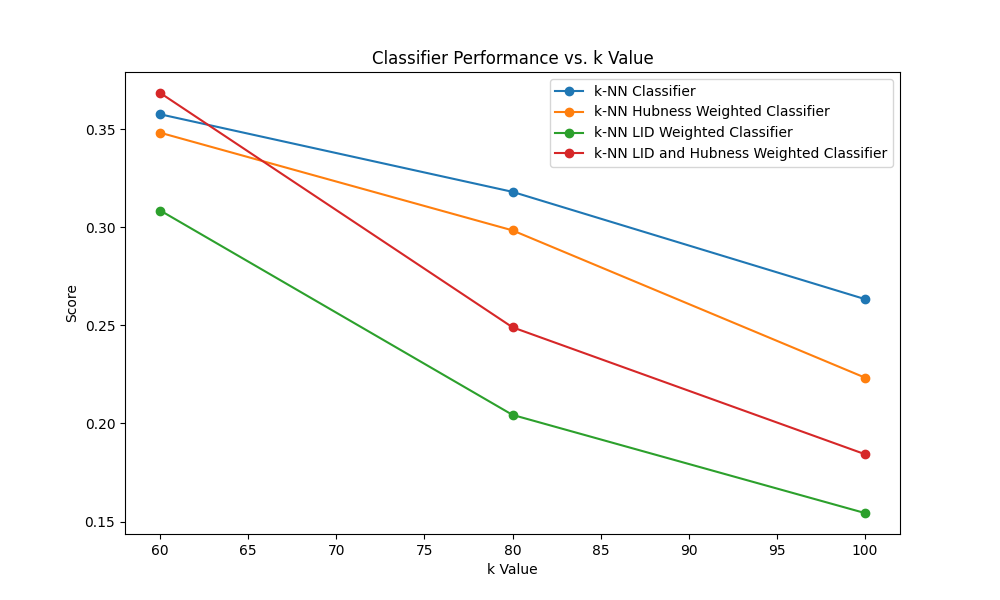 Classifier Performance vs. k Value
k-NN Classifier
k-NN Hubness Weighted Classifier
k-NN LID Weighted Classifier
k-NN LID and Hubness Weighted Classifier
Score
0.35
0.30
0.25
0.20
0.15
60 65 70 75 80 85 90 95 100
k Value